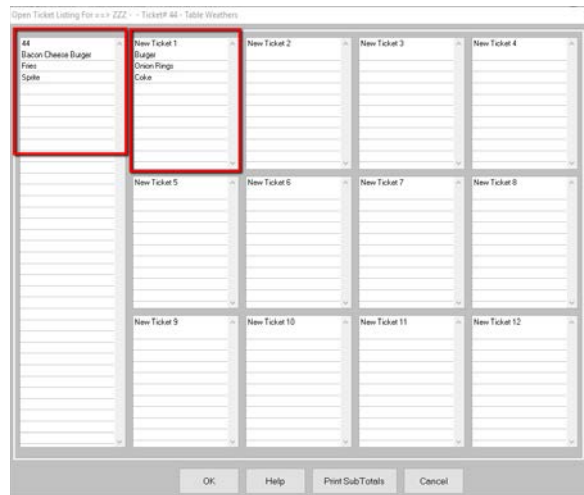 Open Ticket Listing For ==> ZZZ - - Ticket# 44 - Table Weathers
44
Bacon Cheese Burger
Fries
Sprite
New Ticket 1
Burger
Onion Rings
Coke
New Ticket 2
New Ticket 3
New Ticket 4
New Ticket 5
New Ticket 6
New Ticket 7
New Ticket 8
New Ticket 9
New Ticket 10
New Ticket 11
New Ticket 12
OK
Help
Print SubTotals
Cancel